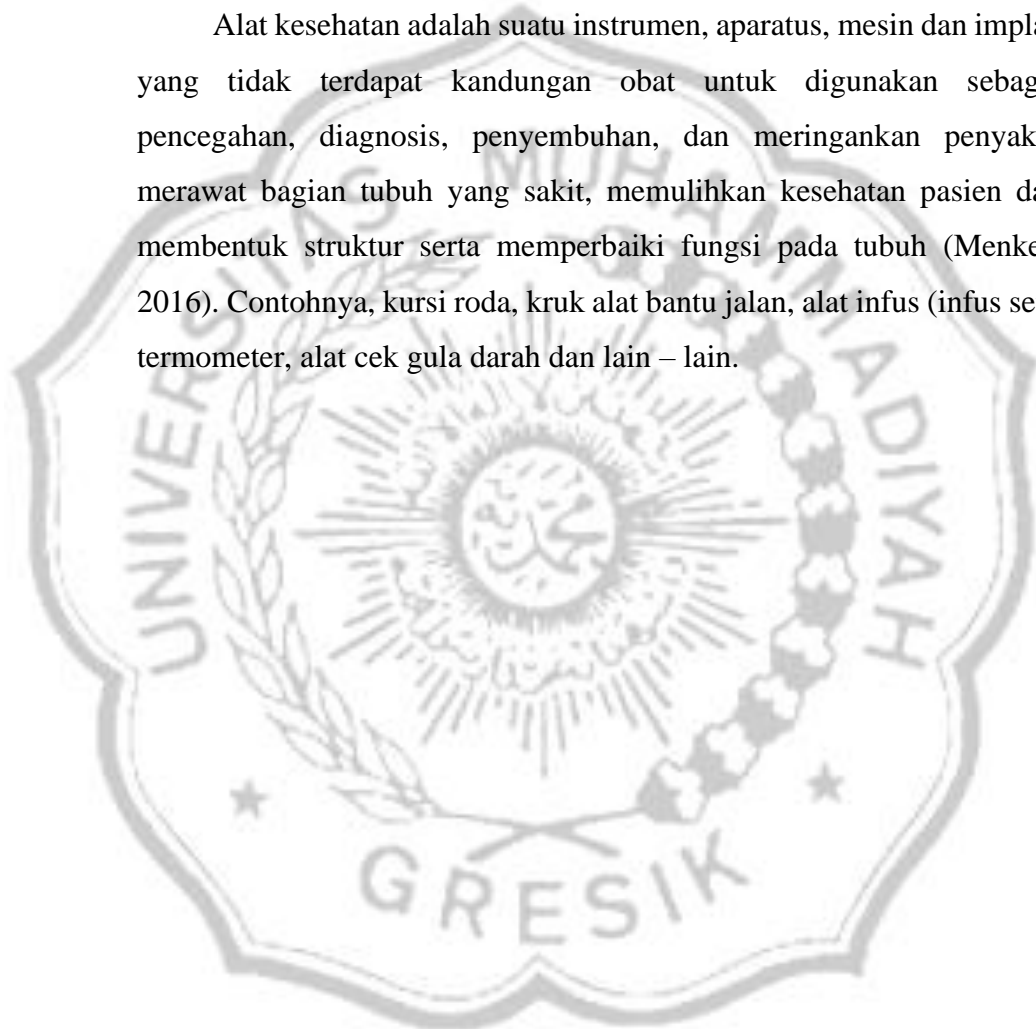 Alat kesehatan adalah suatu instrumen, aparatus, mesin dan impla
yang tidak terdapat kandungan obat untuk digunakan sebag
pencegahan, diagnosis, penyembuhan, dan meringankan penyak
merawat bagian tubuh yang sakit, memulihkan kesehatan pasien da
membentuk struktur serta memperbaiki fungsi pada tubuh (Menke
2016). Contohnya, kursi roda, kruk alat bantu jalan, alat infus (infus se
termometer, alat cek gula darah dan lain – lain.
UNIVERSITAS MUHAMMADIYAH
GRESIK